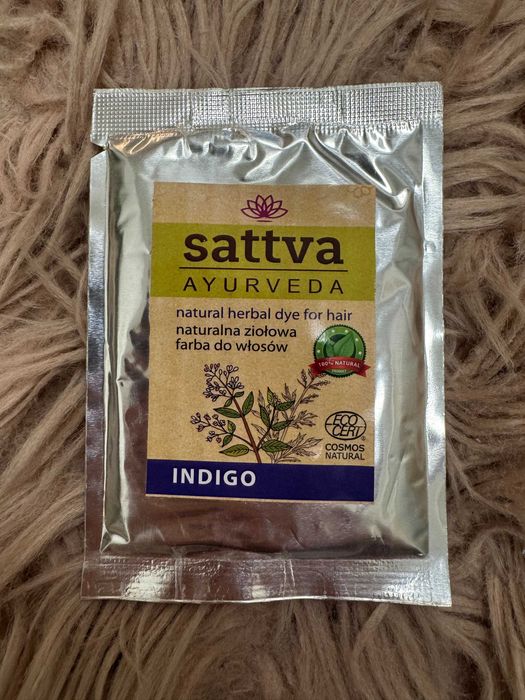 sattva
AYURVEDA
natural herbal dye for hair
naturalna ziołowa
farba do włosów
100% NATURAL
PRODUCT
ECO
CERT
COSMOS
NATURAL
INDIGO